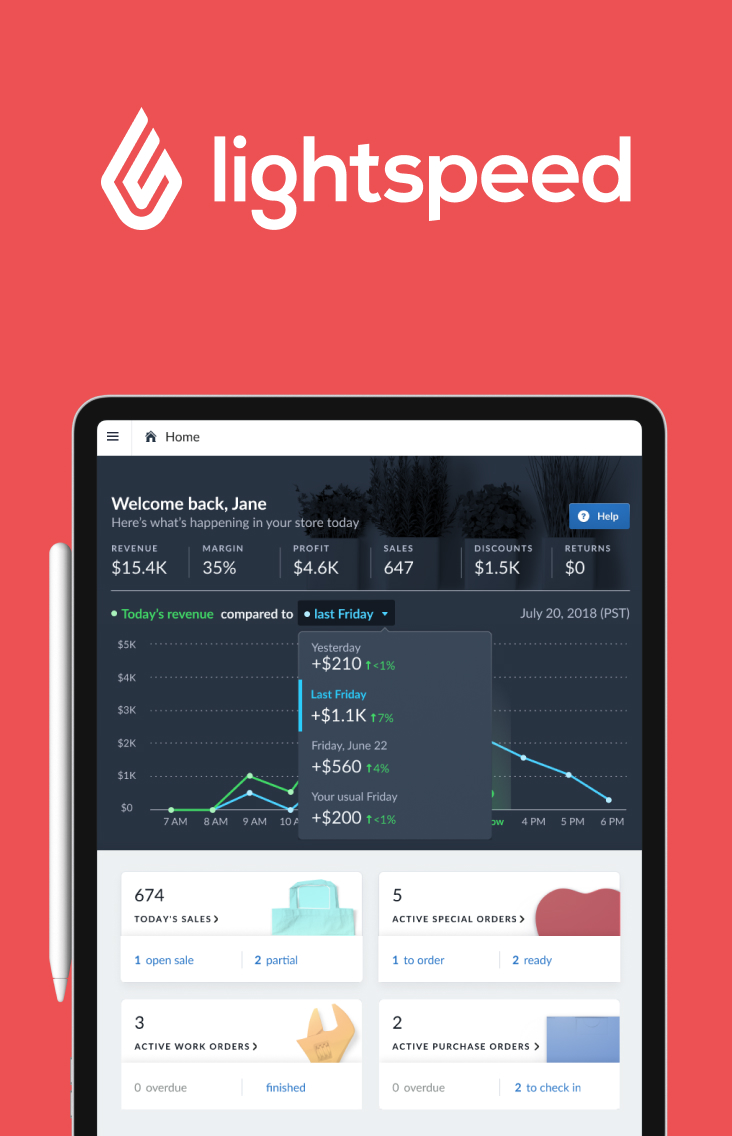 lightspeed
Home
Welcome back, Jane
Here's what's happening in your store today
Help
REVENUE MARGIN PROFIT SALES DISCOUNTS RETURNS
$15.4K 35% $4.6K 647 $1.5K $0
Today's revenue compared to last Friday July 20, 2018 (PST)
$5K
$4K
$3K
$2K
$1K
$0
Yesterday
+$210 ↑<1%
Last Friday
+$1.1K ↑7%
Friday, June 22
+$560 ↑4%
Your usual Friday
+$200 ↑<1%
7 AM 8 AM 9 AM 10 A ow 4 PM 5 PM 6 PM
674
TODAY'S SALES >
1 open sale 2 partial
5
ACTIVE SPECIAL ORDERS >
1 to order 2 ready
3
ACTIVE WORK ORDERS >
0 overdue finished
2
ACTIVE PURCHASE ORDERS >
0 overdue 2 to check in